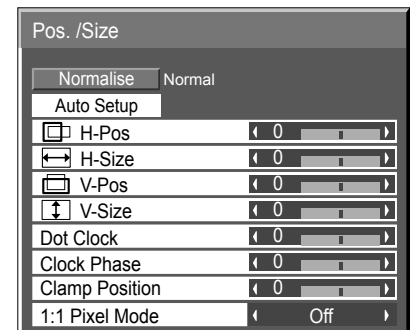 Pos. /Size
Normalise Normal
Auto Setup
H-Pos 0
H-Size 0
V-Pos 0
V-Size 0
Dot Clock 0
Clock Phase 0
Clamp Position 0
1:1 Pixel Mode Off